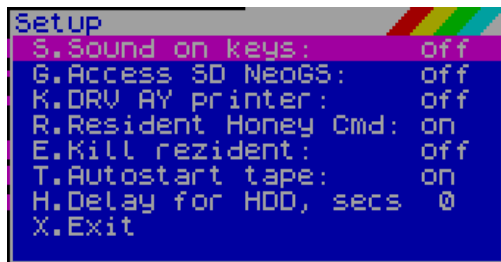 Setup
S.Sound on keys: off
G.Access SD NeoGS: off
K.DRV AY printer: off
R.Resident Honey Cmd: on
E.Kill rezident: off
T.Autostart tape: on
H.Delay for HDD, secs 0
X.Exit